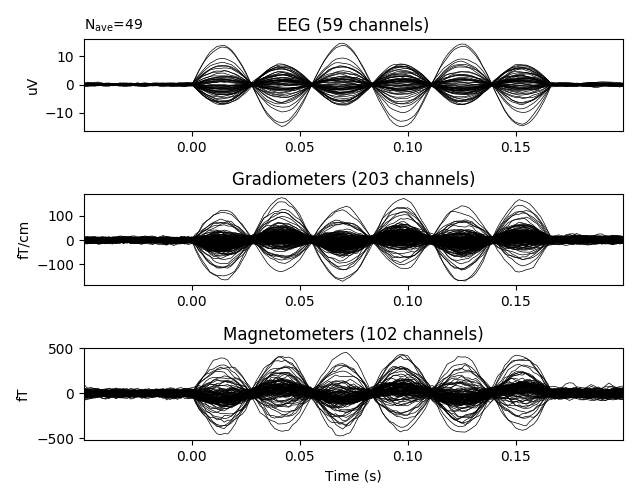 N_ave=49
EEG (59 channels)
10
0
−10
uV
0.00 0.05 0.10 0.15
Gradiometers (203 channels)
100
0
−100
fT/cm
0.00 0.05 0.10 0.15
Magnetometers (102 channels)
500
0
−500
fT
0.00 0.05 0.10 0.15
Time (s)